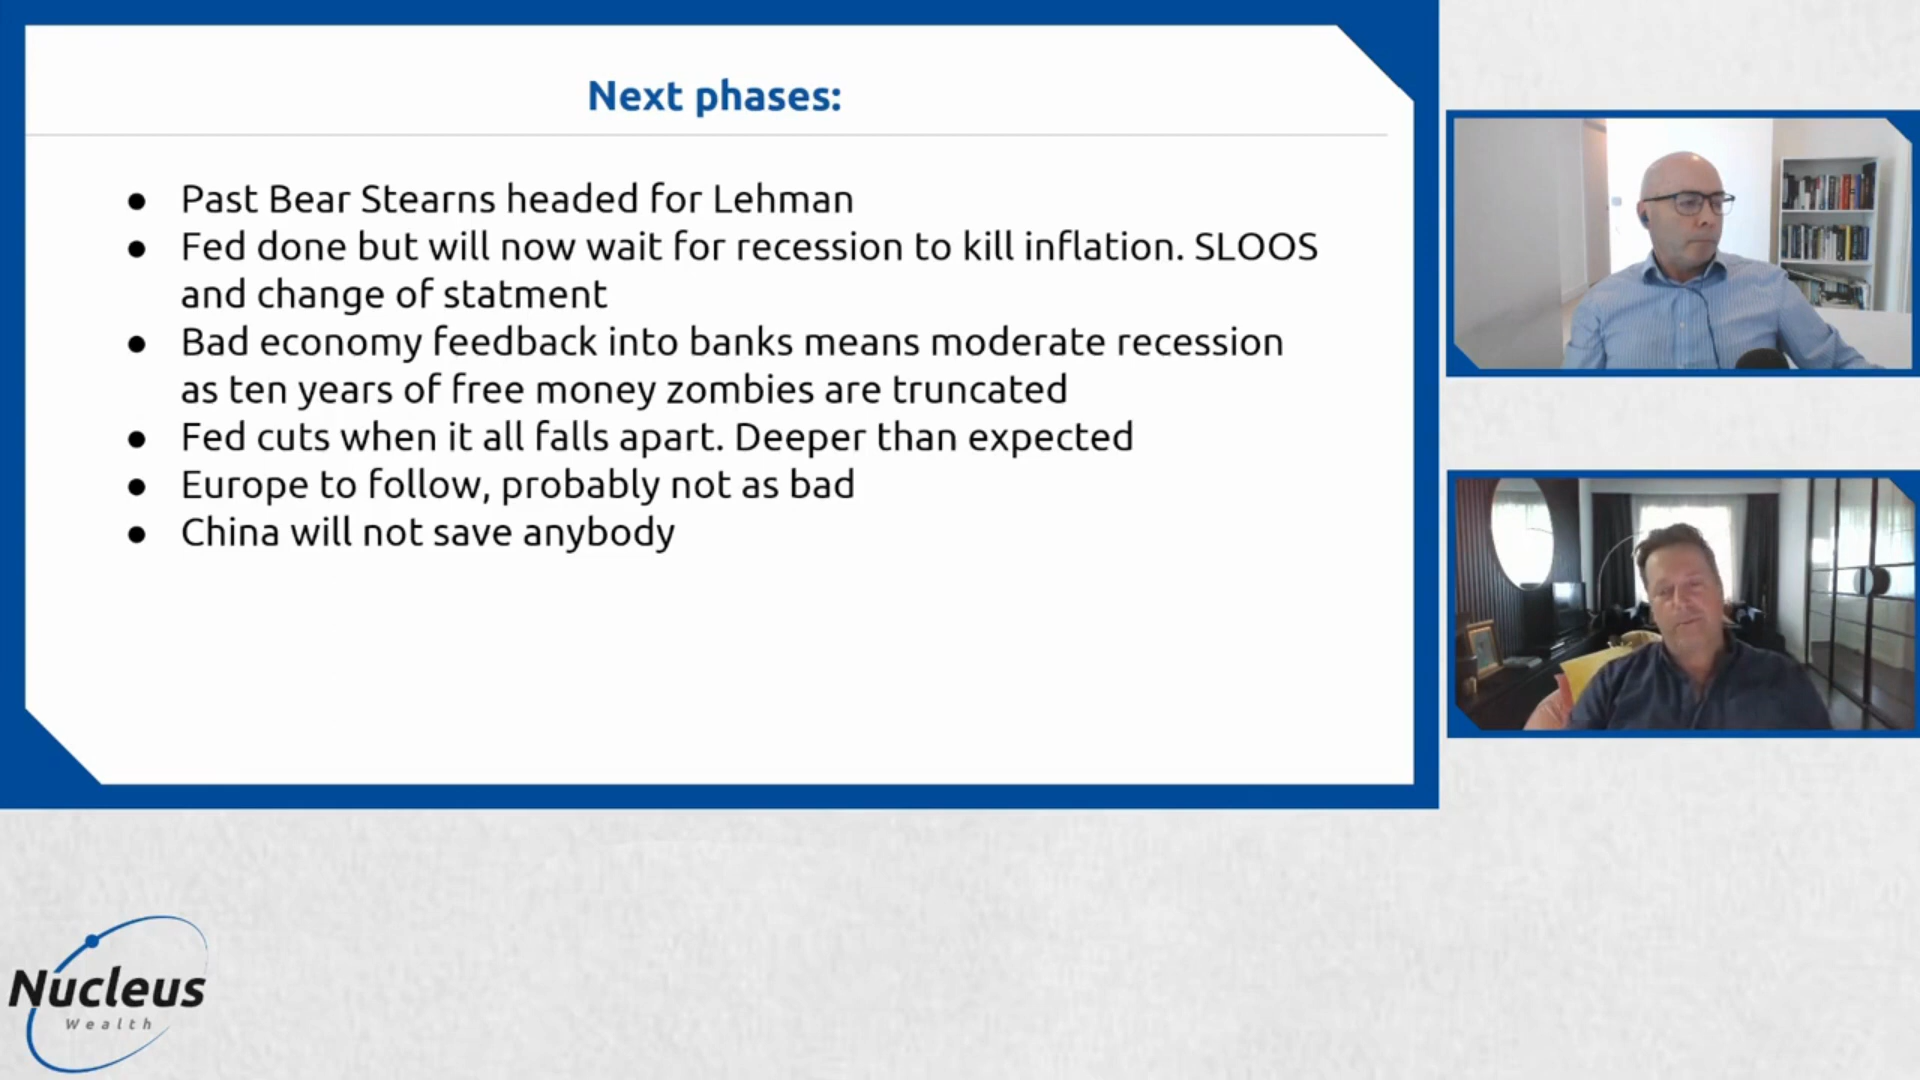 Next phases:
● Past Bear Stearns headed for Lehman
● Fed done but will now wait for recession to kill inflation. SLOOS
and change of statment
● Bad economy feedback into banks means moderate recession
as ten years of free money zombies are truncated
● Fed cuts when it all falls apart. Deeper than expected
● Europe to follow, probably not as bad
● China will not save anybody
Nucleus
Wealth